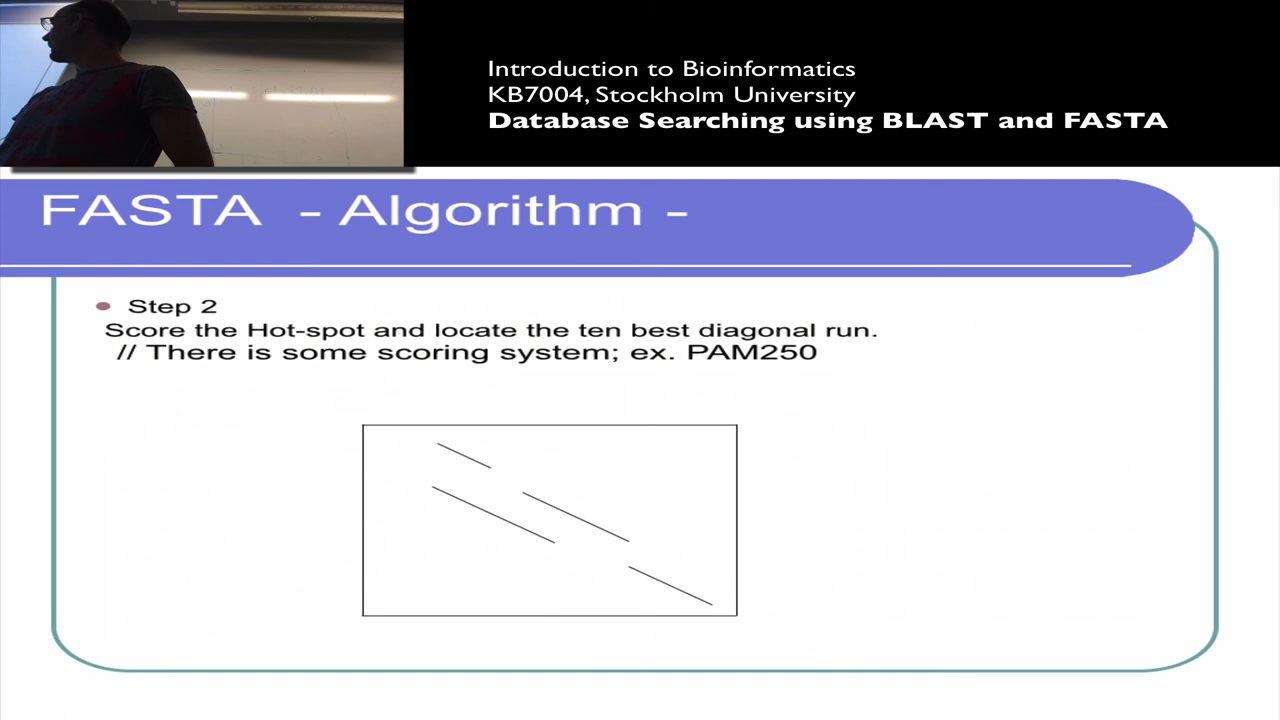 Introduction to Bioinformatics
KB7004, Stockholm University
Database Searching using BLAST and FASTA
FASTA - Algorithm -
Step 2
Score the Hot-spot and locate the ten best diagonal run.
// There is some scoring system; ex. PAM250